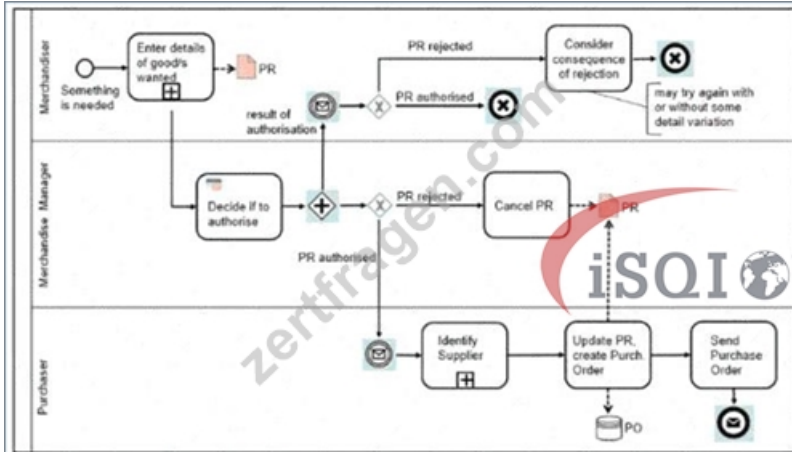 Merchandiser
Something
is needed
Enter details
of good/s
wanted
PR
result of
authorisation
PR rejected
PR authorised
Consider
consequence
of rejection
may try again with
or without some
detail variation
Merchandise Manager
Decide if to
authorise
PR rejected
PR authorised
Cancel PR
PR
Purchaser
Identify
Supplier
Update PR,
create Purch.
Order
PO
Send
Purchase
Order
iSQI
zertfragen.com